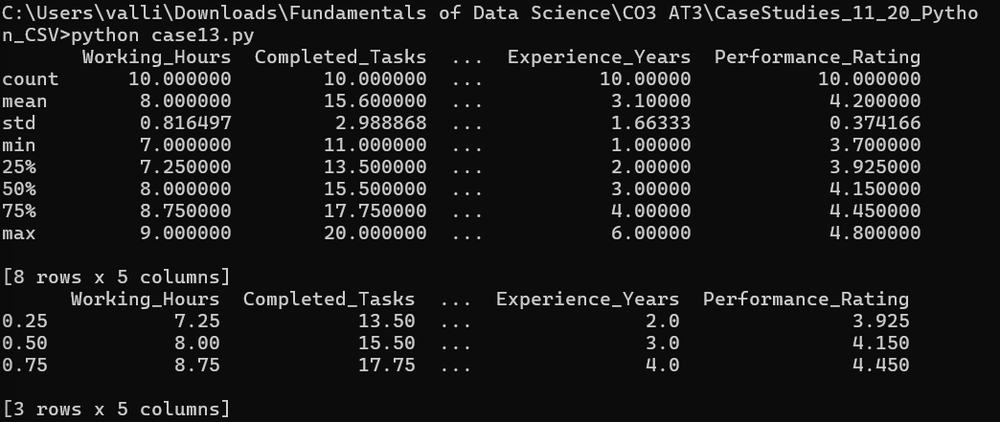 C:\Users\valli\Downloads\Fundamentals of Data Science\CO3 AT3\CaseStudies_11_20_Pytho
n_CSV>python case13.py
       Working_Hours  Completed_Tasks  ...  Experience_Years  Performance_Rating
count      10.000000        10.000000  ...          10.00000           10.000000
mean        8.000000        15.600000  ...           3.10000            4.200000
std         0.816497         2.988868  ...           1.66333            0.374166
min         7.000000        11.000000  ...           1.00000            3.700000
25%         7.250000        13.500000  ...           2.00000            3.925000
50%         8.000000        15.500000  ...           3.00000            4.150000
75%         8.750000        17.750000  ...           4.00000            4.450000
max         9.000000        20.000000  ...           6.00000            4.800000

[8 rows x 5 columns]
      Working_Hours  Completed_Tasks  ...  Experience_Years  Performance_Rating
0.25           7.25            13.50  ...               2.0               3.925
0.50           8.00            15.50  ...               3.0               4.150
0.75           8.75            17.75  ...               4.0               4.450

[3 rows x 5 columns]